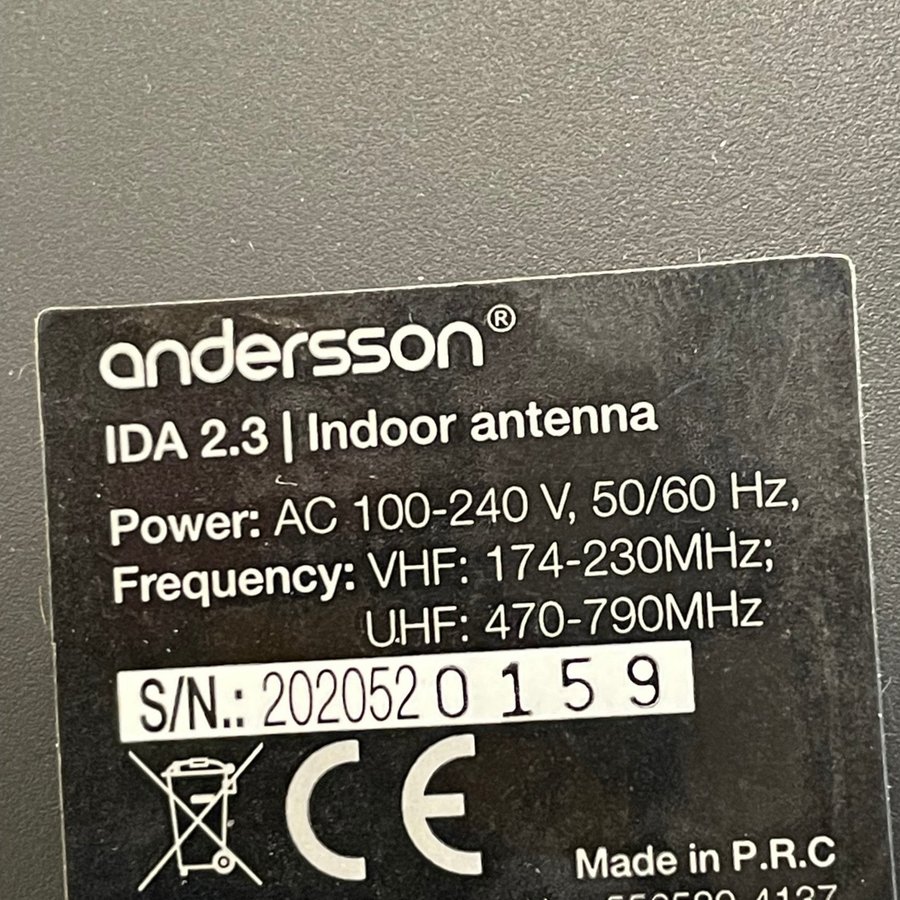 andersson®
IDA 2.3 | Indoor antenna
Power: AC 100-240 V, 50/60 Hz,
Frequency: VHF: 174-230MHz;
UHF: 470-790MHz
S/N.: 2020520159
CE
Made in P.R.C